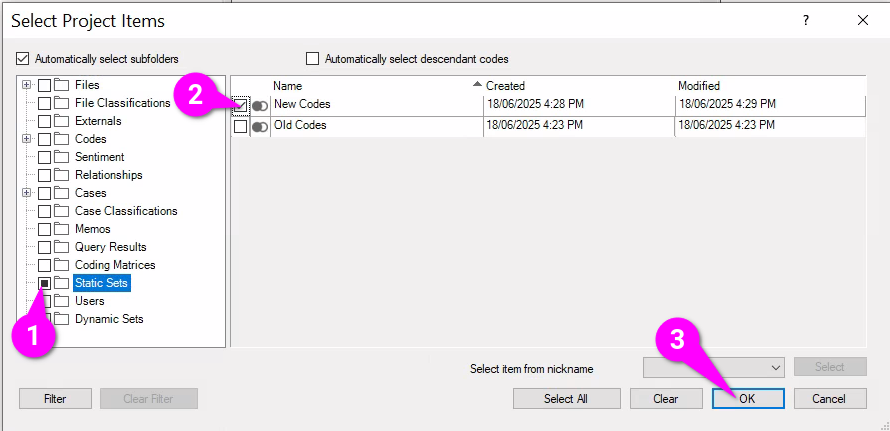 Select Project Items
?
Automatically select subfolders
Automatically select descendant codes
Files
File Classifications
Externals
Codes
Sentiment
Relationships
Cases
Case Classifications
Memos
Query Results
Coding Matrices
Static Sets
Users
Dynamic Sets
1
Name Created Modified
2
New Codes 18/06/2025 4:28 PM 18/06/2025 4:29 PM
Old Codes 18/06/2025 4:23 PM 18/06/2025 4:23 PM
3
Select item from nickname Select
Filter Clear Filter Select All Clear OK Cancel